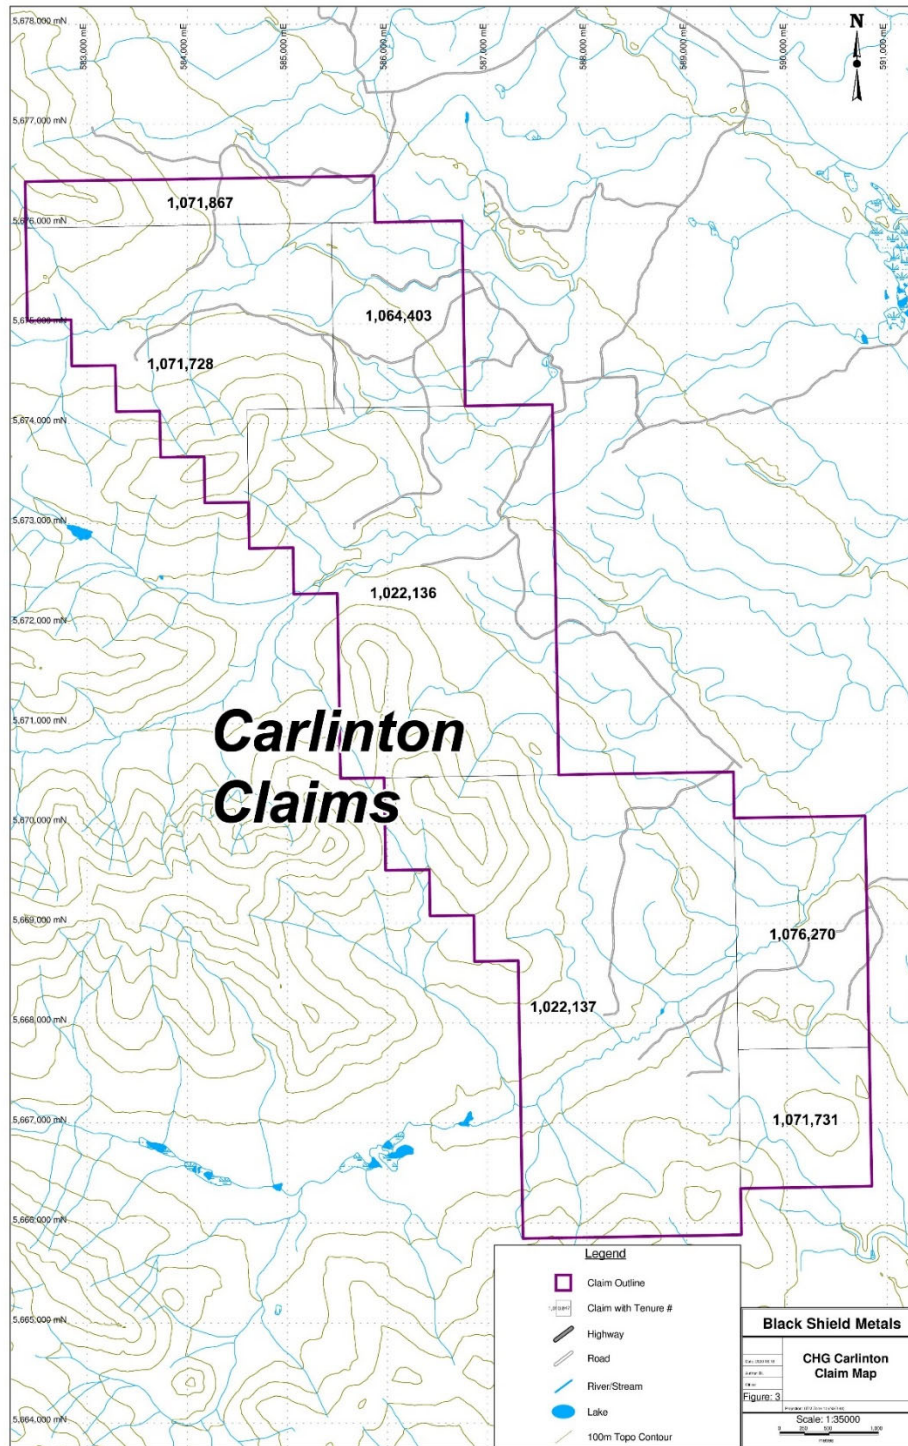 583,000 mE
584,000 mE
585,000 mE
586,000 mE
587,000 mE
588,000 mE
589,000 mE
590,000 mE
591,000 mE
N
5,678,000 mN
5,677,000 mN
5,676,000 mN
5,675,000 mN
5,674,000 mN
5,673,000 mN
5,672,000 mN
5,671,000 mN
5,670,000 mN
5,669,000 mN
5,668,000 mN
5,667,000 mN
5,666,000 mN
5,665,000 mN
5,664,000 mN
1,071,867
1,064,403
1,071,728
1,022,136
Carlinton
Claims
1,076,270
1,022,137
1,071,731
Legend
Claim Outline
Claim with Tenure #
Highway
Road
River/Stream
Lake
100m Topo Contour
Black Shield Metals
CHG Carlinton
Claim Map
Figure: 3
Scale: 1:35000
0 250 500 1,000
metres